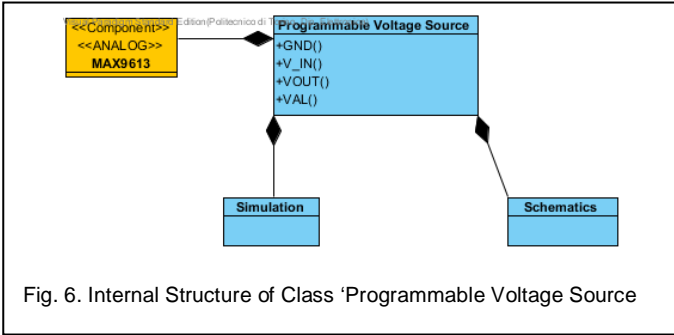 <<Component>>
<<ANALOG>>
MAX9613
Programmable Voltage Source
+GND()
+V_IN()
+VOUT()
+VAL()
Simulation
Schematics
Fig. 6. Internal Structure of Class ‘Programmable Voltage Source